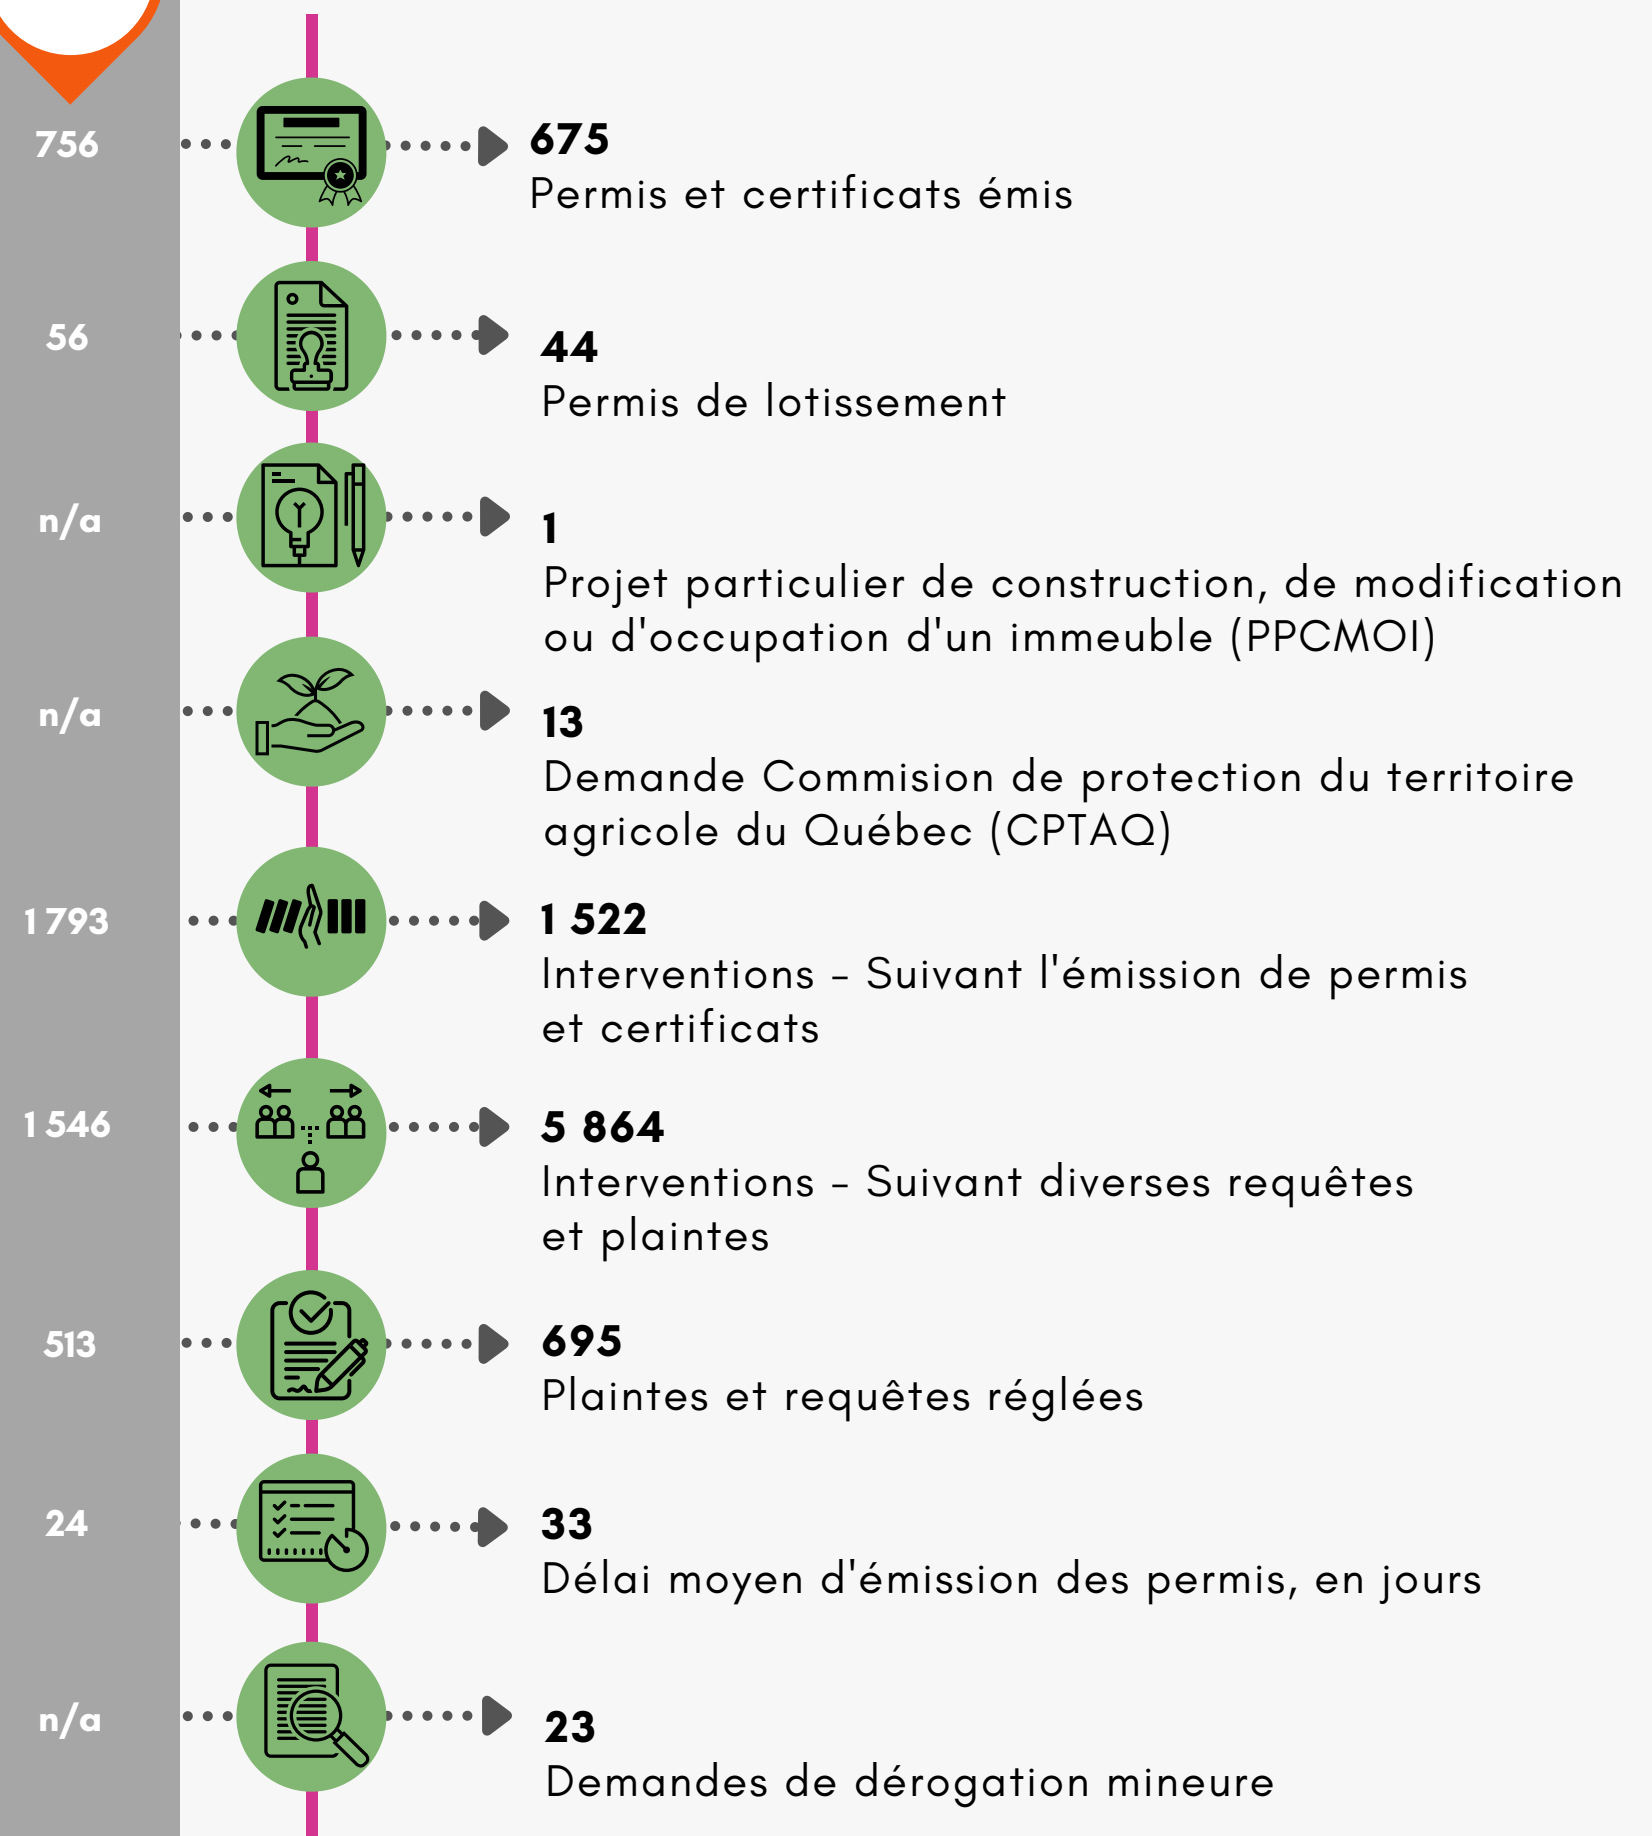 756
675
Permis et certificats émis
56
44
Permis de lotissement
n/a
1
Projet particulier de construction, de modification
ou d'occupation d'un immeuble (PPCMOI)
n/a
13
Demande Commision de protection du territoire
agricole du Québec (CPTAQ)
1 793
1 522
Interventions - Suivant l'émission de permis
et certificats
1 546
5 864
Interventions - Suivant diverses requêtes
et plaintes
513
695
Plaintes et requêtes réglées
24
33
Délai moyen d'émission des permis, en jours
n/a
23
Demandes de dérogation mineure